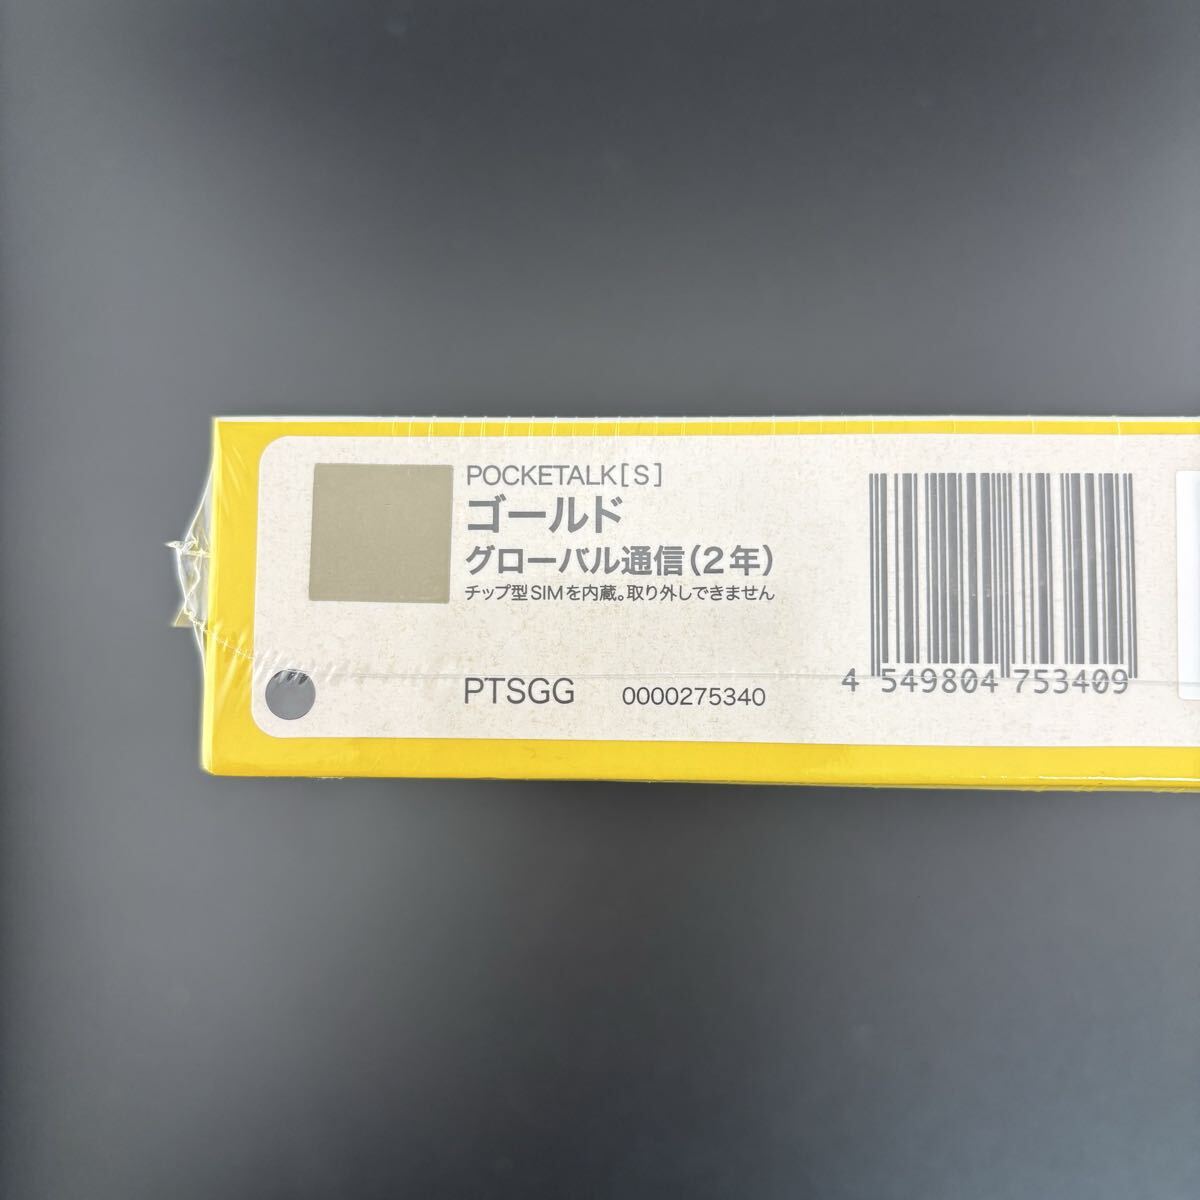 POCKETALK[S]
ゴールド
グローバル通信(2年)
チップ型SIMを内蔵。取り外しできません
PTSGG 0000275340
4 549804 753409